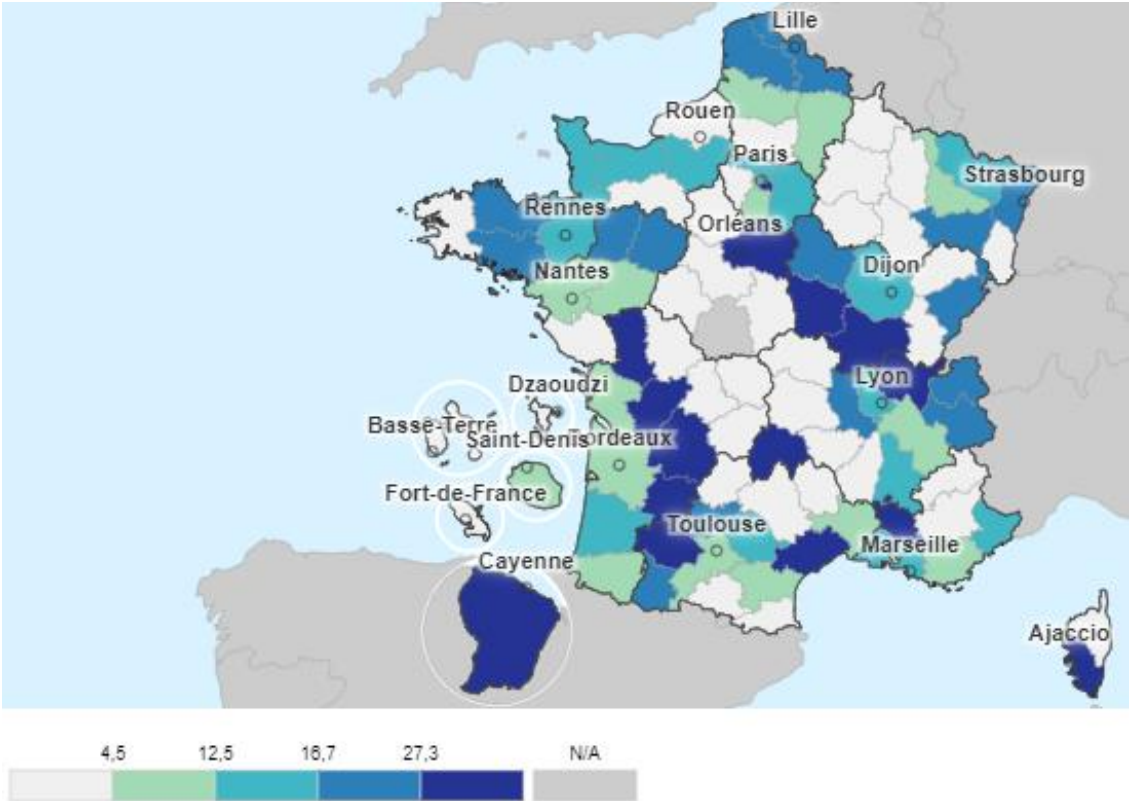 Lille
Rouen
Paris
Strasbourg
Rennes
Orléans
Nantes
Dijon
Dzaoudzi
Lyon
Basse-Terre
Saint-Denis
Bordeaux
Fort-de-France
Toulouse
Marseille
Cayenne
Ajaccio
4,5 12,5 16,7 27,3 N/A